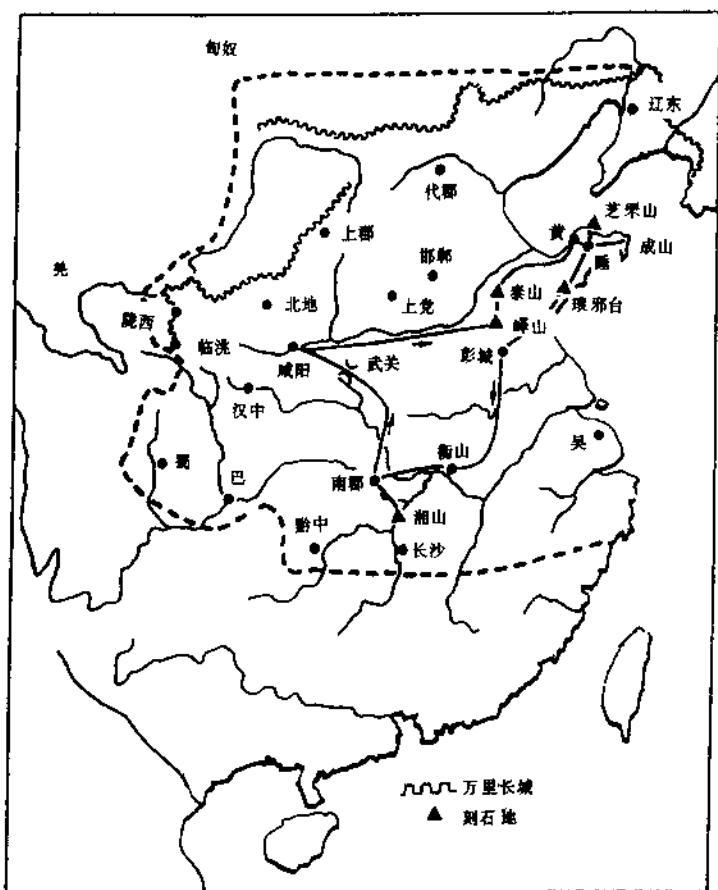 匈奴
辽东
代郡
芝罘山
黄
腄
成山
上郡
邯郸
羌
北地
上党
泰山
琅邪台
陇西
临洮
峄山
咸阳
武关
彭城
汉中
吴
蜀
巴
南郡
衡山
湘山
黔中
长沙
万里长城
刻石地